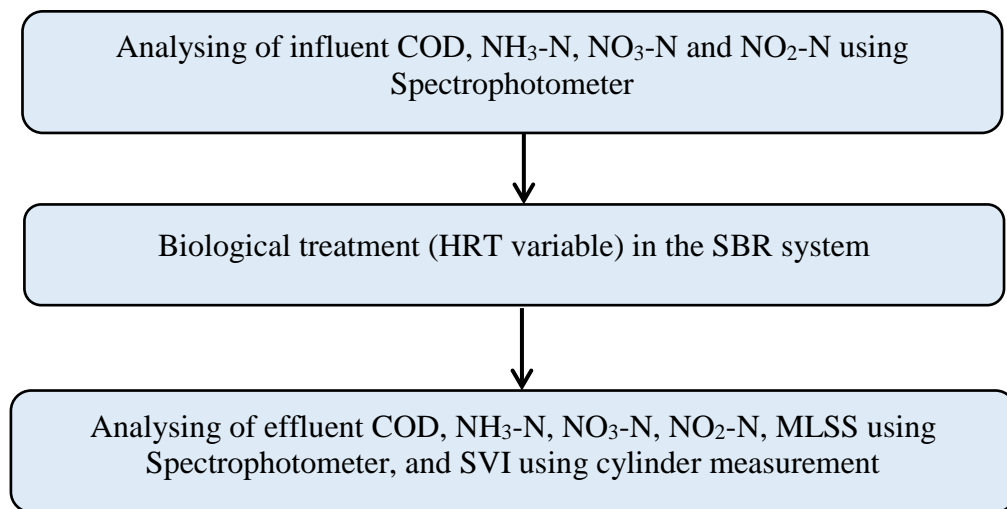 Analysing of influent COD, NH₃-N, NO₃-N and NO₂-N using
Spectrophotometer
Biological treatment (HRT variable) in the SBR system
Analysing of effluent COD, NH₃-N, NO₃-N, NO₂-N, MLSS using
Spectrophotometer, and SVI using cylinder measurement